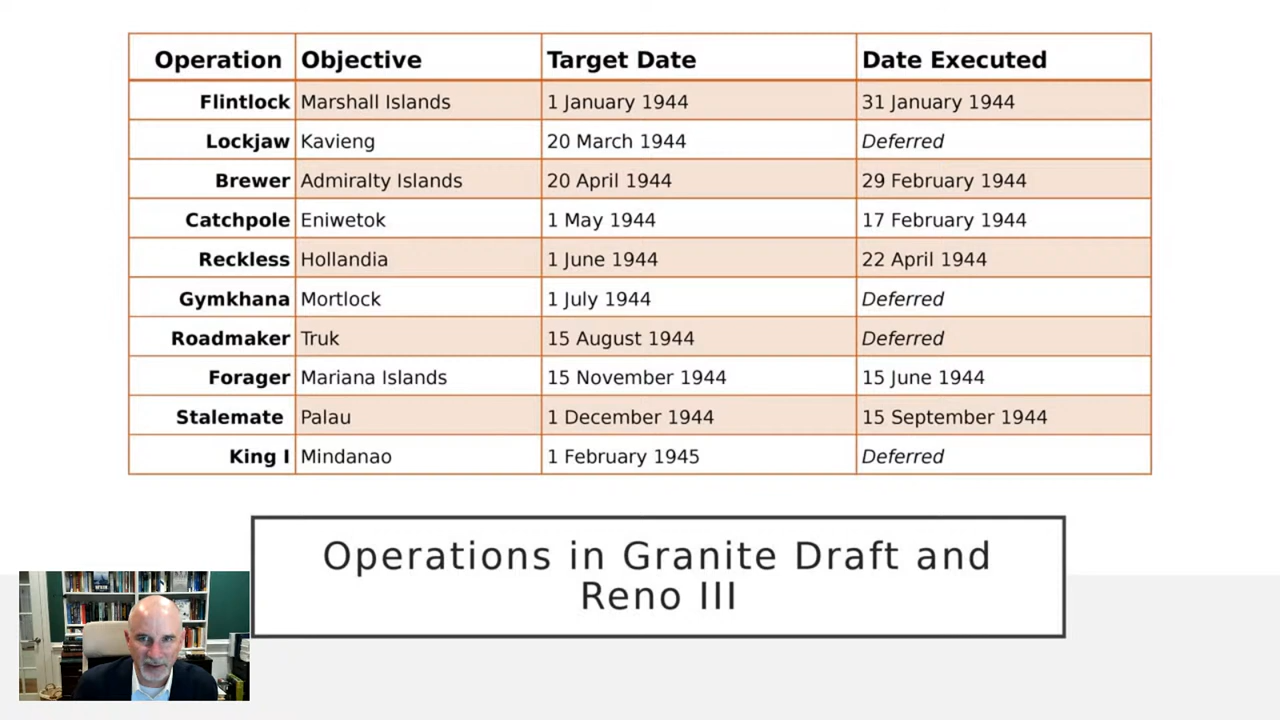 Operation Objective Target Date Date Executed
Flintlock Marshall Islands 1 January 1944 31 January 1944
Lockjaw Kavieng 20 March 1944 Deferred
Brewer Admiralty Islands 20 April 1944 29 February 1944
Catchpole Eniwetok 1 May 1944 17 February 1944
Reckless Hollandia 1 June 1944 22 April 1944
Gymkhana Mortlock 1 July 1944 Deferred
Roadmaker Truk 15 August 1944 Deferred
Forager Mariana Islands 15 November 1944 15 June 1944
Stalemate Palau 1 December 1944 15 September 1944
King I Mindanao 1 February 1945 Deferred
Operations in Granite Draft and
Reno III